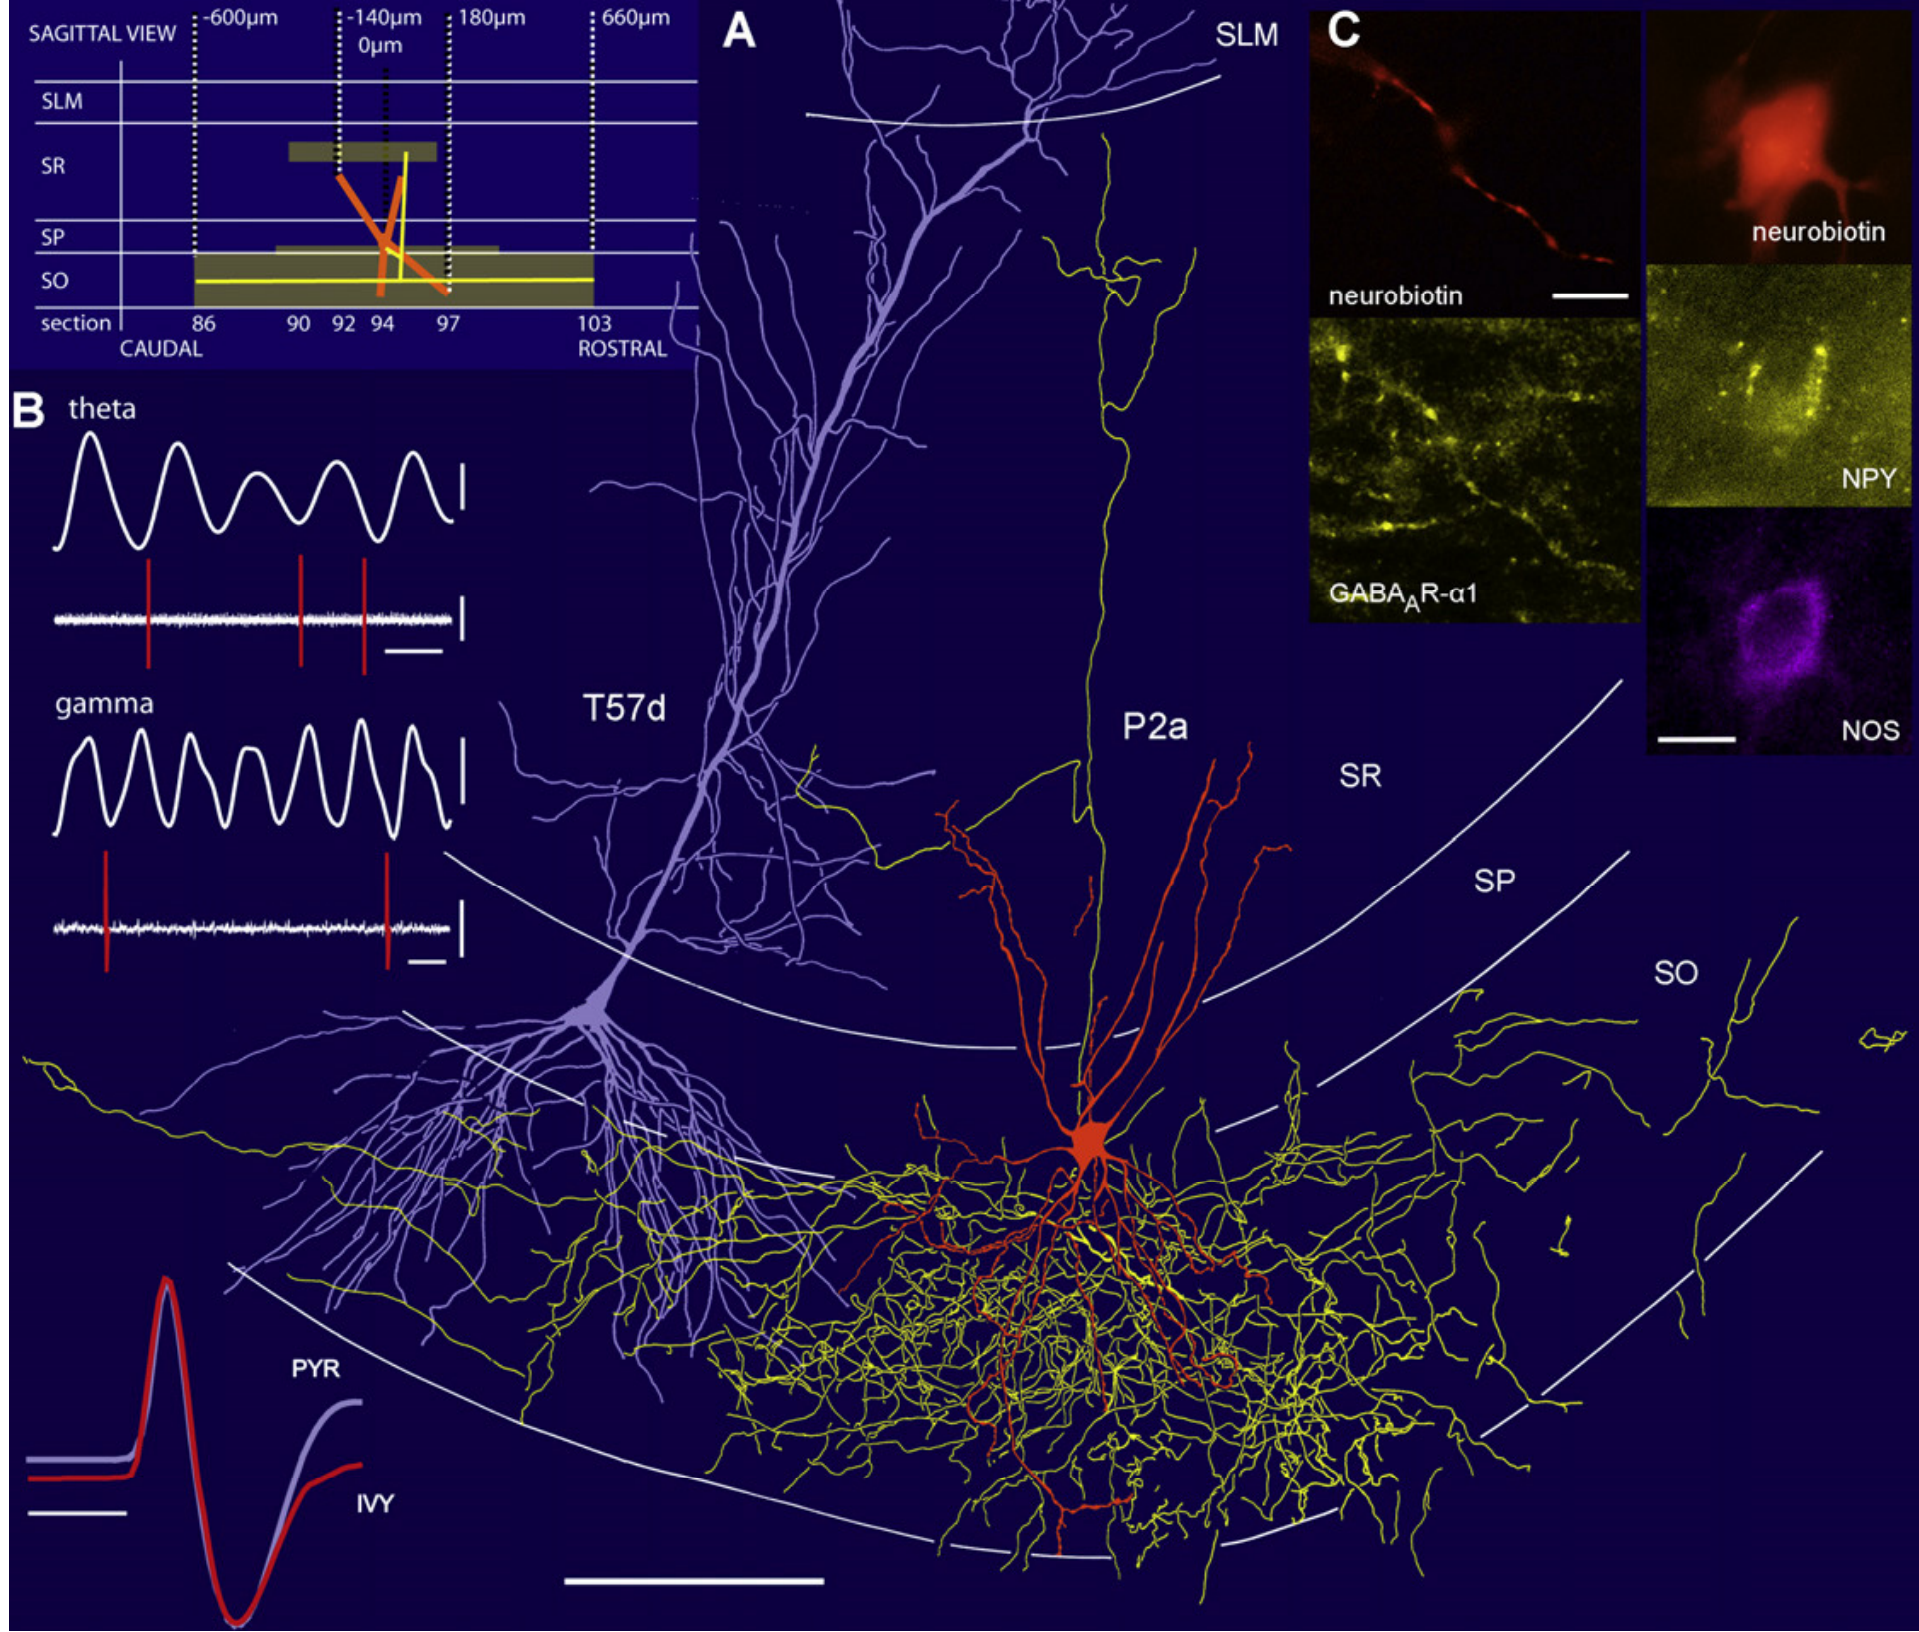 -600µm
-140µm
180µm
660µm
SAGITTAL VIEW
0µm
SLM
SR
SP
SO
section
86
90
92
94
97
103
CAUDAL
ROSTRAL
A
SLM
T57d
P2a
SR
SP
SO
B
theta
gamma
PYR
IVY
C
neurobiotin
GABA_AR-α1
neurobiotin
NPY
NOS